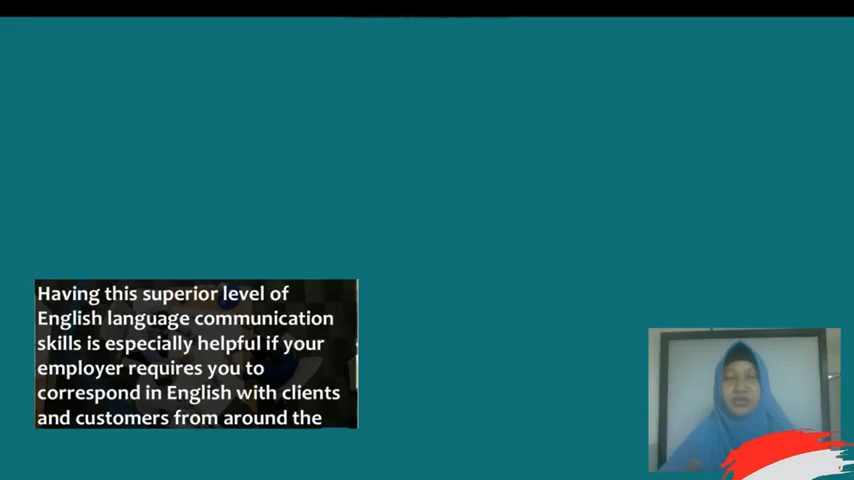 Having this superior level of
English language communication
skills is especially helpful if your
employer requires you to
correspond in English with clients
and customers from around the